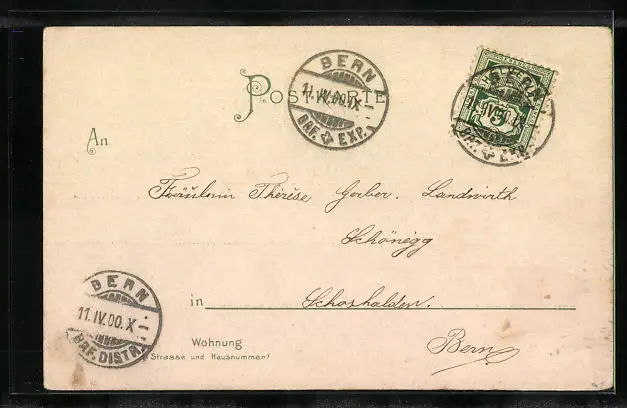 BERN
11.IV.00.IX-
BRF. EXP.
POSTKARTE
An
Fräulein Thérèse Gerber. Landwirth
Schönegg
in Schosshalden.
Bern
BERN
11.IV.00.X-
BRF. DISTR.
Wohnung
(Strasse und Hausnummer)